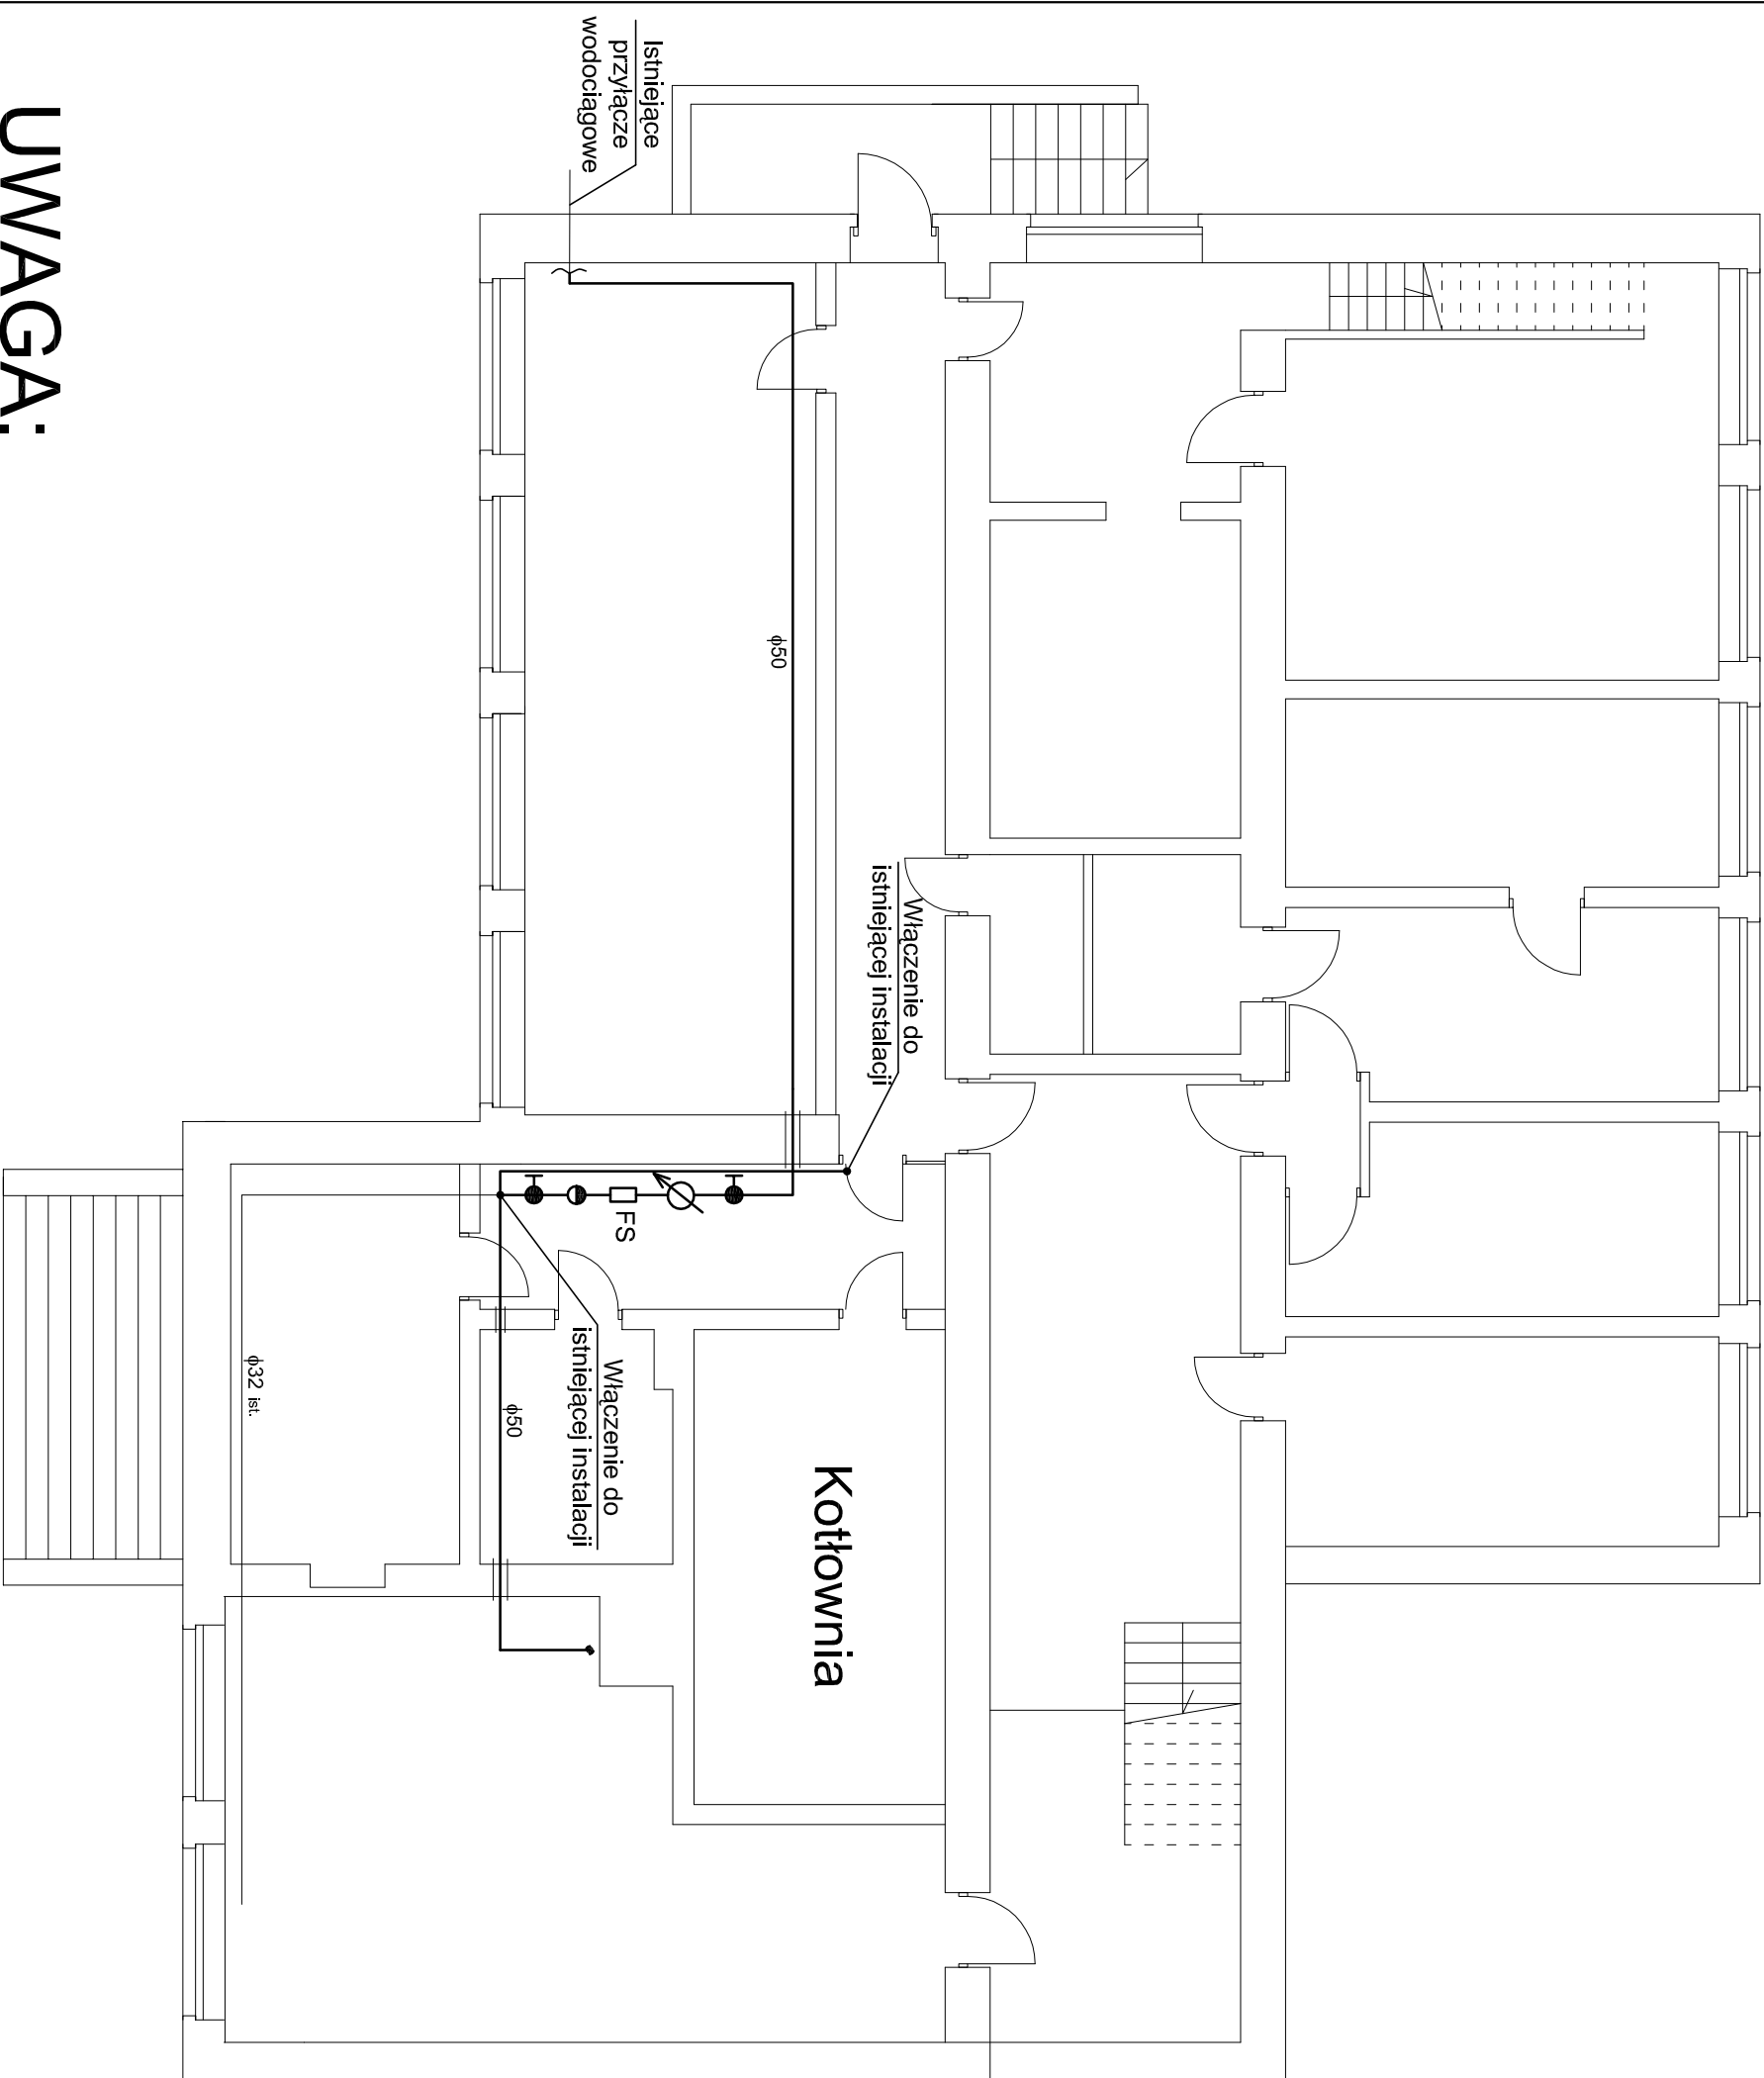 Istniejące
przyłącze
wodociągowe
ϕ50
Włączenie do
istniejącej instalacji
FS
Włączenie do
istniejącej instalacji
ϕ50
ϕ32 ist.
Kotłownia
UWAGA: